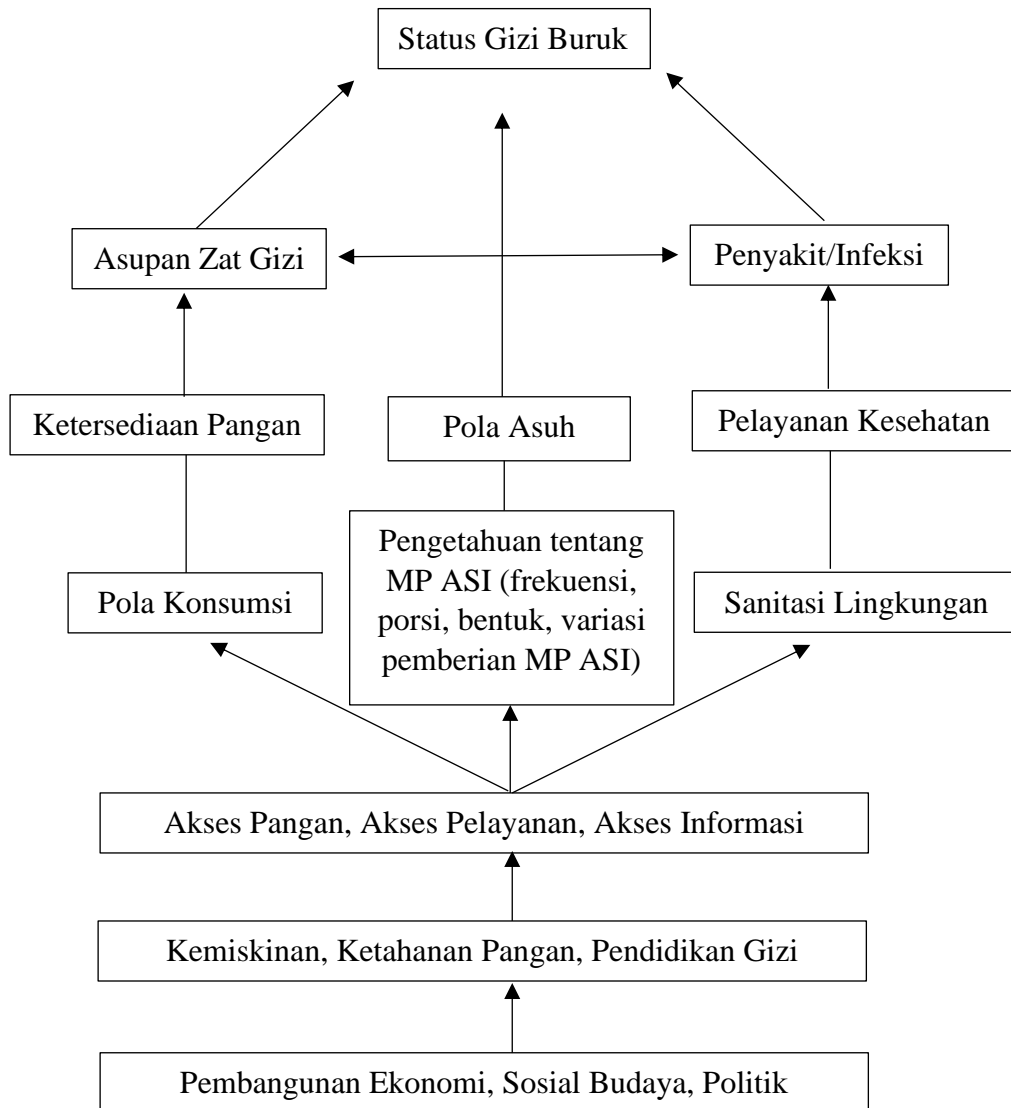 Status Gizi Buruk
Asupan Zat Gizi
Penyakit/Infeksi
Ketersediaan Pangan
Pola Asuh
Pelayanan Kesehatan
Pengetahuan tentang
MP ASI (frekuensi,
porsi, bentuk, variasi
pemberian MP ASI)
Pola Konsumsi
Sanitasi Lingkungan
Akses Pangan, Akses Pelayanan, Akses Informasi
Kemiskinan, Ketahanan Pangan, Pendidikan Gizi
Pembangunan Ekonomi, Sosial Budaya, Politik